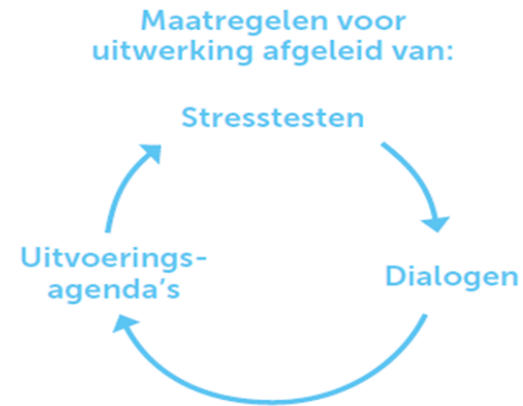 Maatregelen voor
uitwerking afgeleid van:
Stresstesten
Uitvoerings-
agenda's
Dialogen